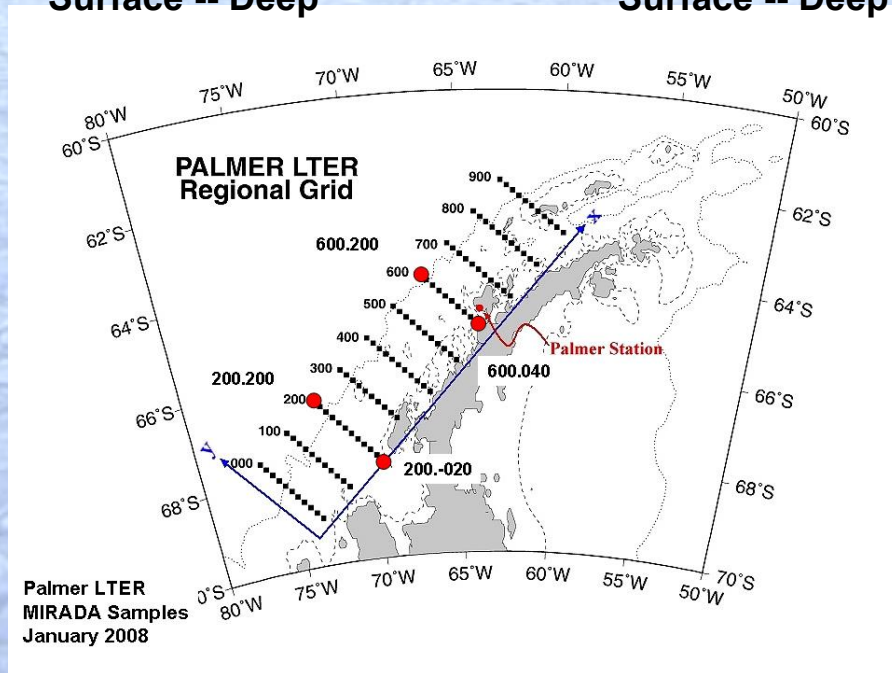 Surface -- Deep
Surface -- Deep
80˚W
75˚W
70˚W
65˚W
60˚W
55˚W
50˚W
60˚S
60˚S
PALMER LTER
Regional Grid
62˚S
62˚S
64˚S
64˚S
66˚S
66˚S
68˚S
68˚S
900
800
700
600.200
600
500
400
300
200.200
200
100
000
x
y
Palmer Station
600.040
200.-020
0˚S
70˚S
80˚W
75˚W
70˚W
65˚W
60˚W
55˚W
50˚W
Palmer LTER
MIRADA Samples
January 2008